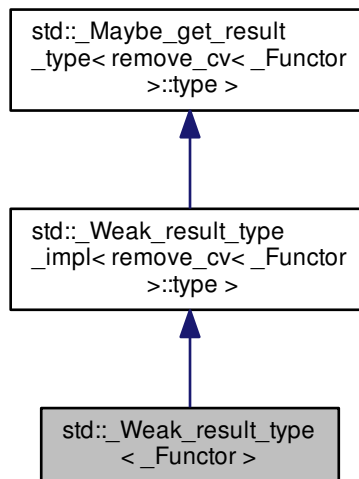 std::_Maybe_get_result
_type< remove_cv< _Functor
>::type >
std::_Weak_result_type
_impl< remove_cv< _Functor
>::type >
std::_Weak_result_type
< _Functor >